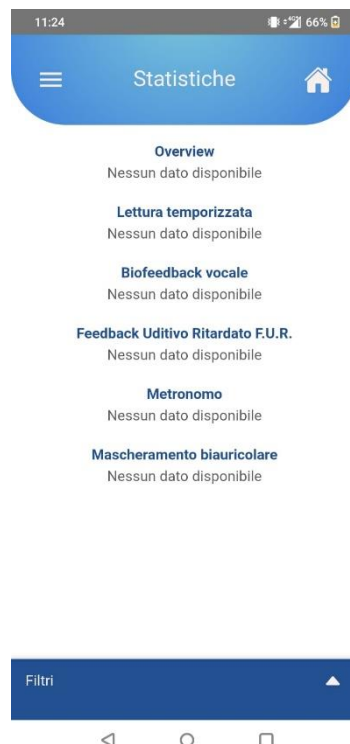 11:24
4G 66%
Statistiche
Overview
Nessun dato disponibile
Lettura temporizzata
Nessun dato disponibile
Biofeedback vocale
Nessun dato disponibile
Feedback Uditivo Ritardato F.U.R.
Nessun dato disponibile
Metronomo
Nessun dato disponibile
Mascheramento biauricolare
Nessun dato disponibile
Filtri